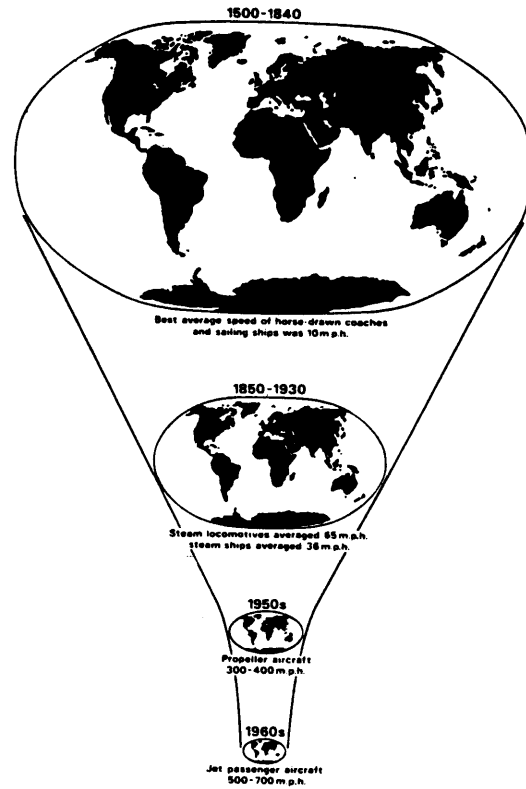 1500-1840
Best average speed of horse-drawn coaches
and sailing ships was 10 m.p.h.
1850-1930
Steam locomotives averaged 65 m.p.h.
steam ships averaged 36 m.p.h.
1950s
Propeller aircraft
300-400 m.p.h.
1960s
Jet passenger aircraft
500-700 m.p.h.